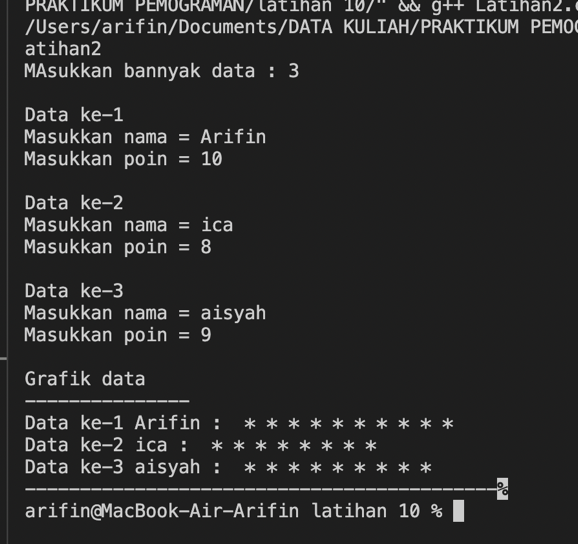 PRAKTIKUM PEMOGRAMAN/latihan 10/" && g++ Latihan2.
/Users/arifin/Documents/DATA KULIAH/PRAKTIKUM PEMO
atihan2
MAsukkan bannyak data : 3
Data ke-1
Masukkan nama = Arifin
Masukkan poin = 10
Data ke-2
Masukkan nama = ica
Masukkan poin = 8
Data ke-3
Masukkan nama = aisyah
Masukkan poin = 9
Grafik data
---------------
Data ke-1 Arifin :  * * * * * * * * * *
Data ke-2 ica :  * * * * * * * *
Data ke-3 aisyah :  * * * * * * * * *
-------------------------------------------%
arifin@MacBook-Air-Arifin latihan 10 %